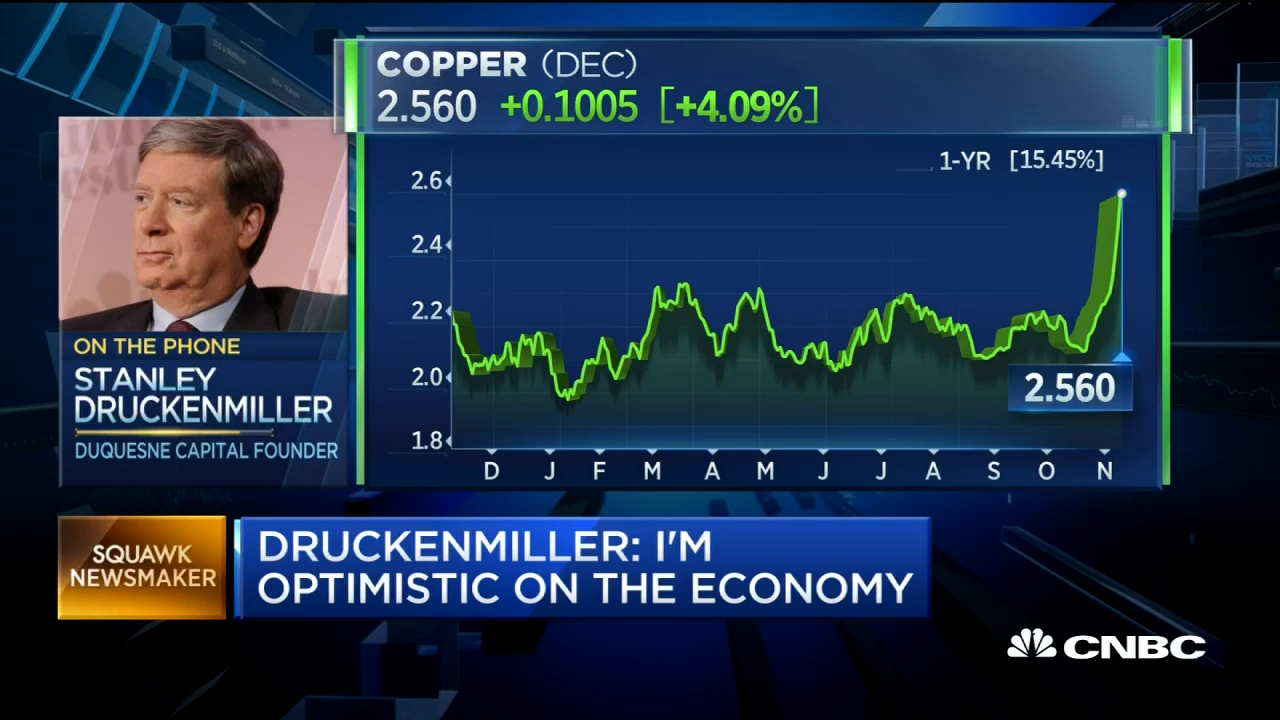 COPPER (DEC)
2.560 +0.1005 [+4.09%]
1-YR [15.45%]
2.6
2.4
2.2
2.0
1.8
2.560
D J F M A M J J A S O N
ON THE PHONE
STANLEY
DRUCKENMILLER
DUQUESNE CAPITAL FOUNDER
SQUAWK
NEWSMAKER
DRUCKENMILLER: I'M
OPTIMISTIC ON THE ECONOMY
CNBC